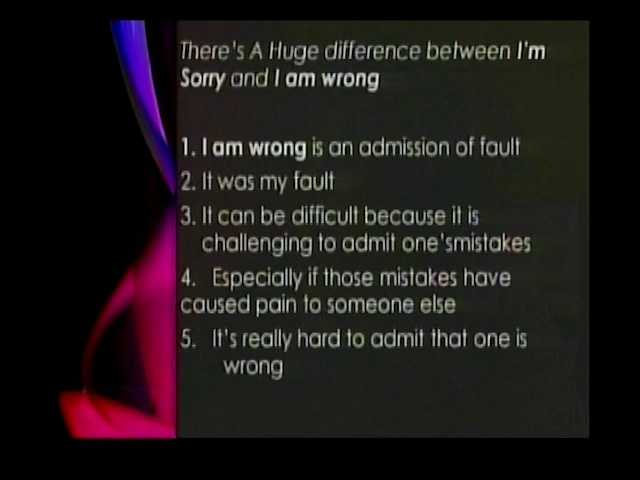 There's A Huge difference between I'm
Sorry and I am wrong
1. I am wrong is an admission of fault
2. It was my fault
3. It can be difficult because it is
challenging to admit one'smistakes
4. Especially if those mistakes have
caused pain to someone else
5. It's really hard to admit that one is
wrong